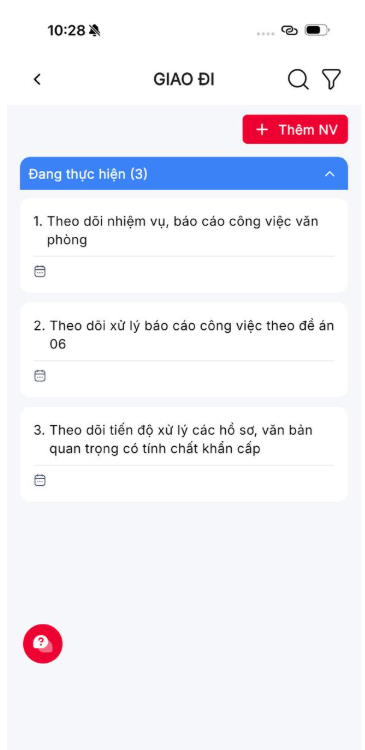 10:28
GIAO ĐI
+ Thêm NV
Đang thực hiện (3)
1. Theo dõi nhiệm vụ, báo cáo công việc văn
phòng
2. Theo dõi xử lý báo cáo công việc theo đề án
06
3. Theo dõi tiến độ xử lý các hồ sơ, văn bản
quan trọng có tính chất khẩn cấp